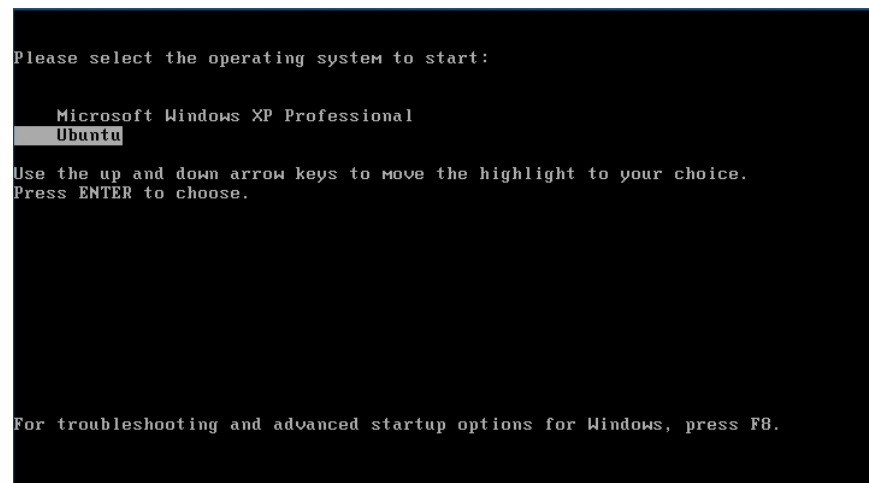 Please select the operating system to start:
Microsoft Windows XP Professional
Ubuntu
Use the up and down arrow keys to move the highlight to your choice.
Press ENTER to choose.
For troubleshooting and advanced startup options for Windows, press F8.